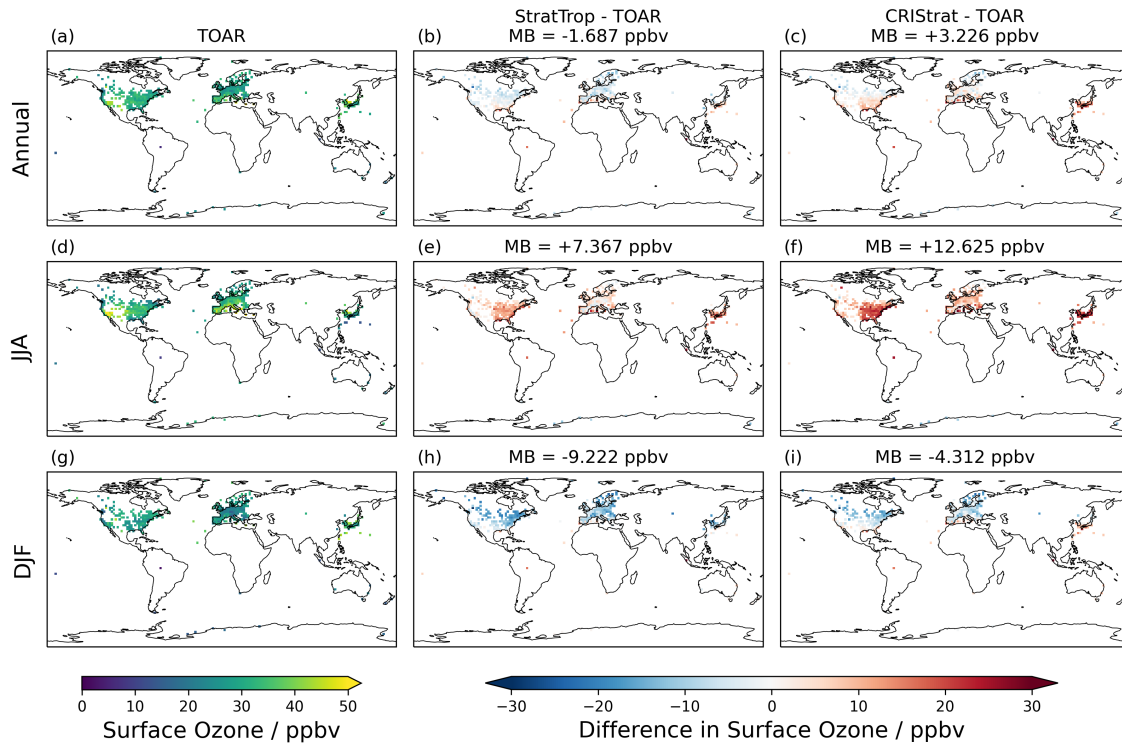 StratTrop - TOAR
CRIStrat - TOAR
(a)
TOAR
(b)
MB = -1.687 ppbv
(c)
MB = +3.226 ppbv
Annual
(d)
(e)
MB = +7.367 ppbv
(f)
MB = +12.625 ppbv
JJA
(g)
(h)
MB = -9.222 ppbv
(i)
MB = -4.312 ppbv
DJF
0 10 20 30 40 50
Surface Ozone / ppbv
−30 −20 −10 0 10 20 30
Difference in Surface Ozone / ppbv